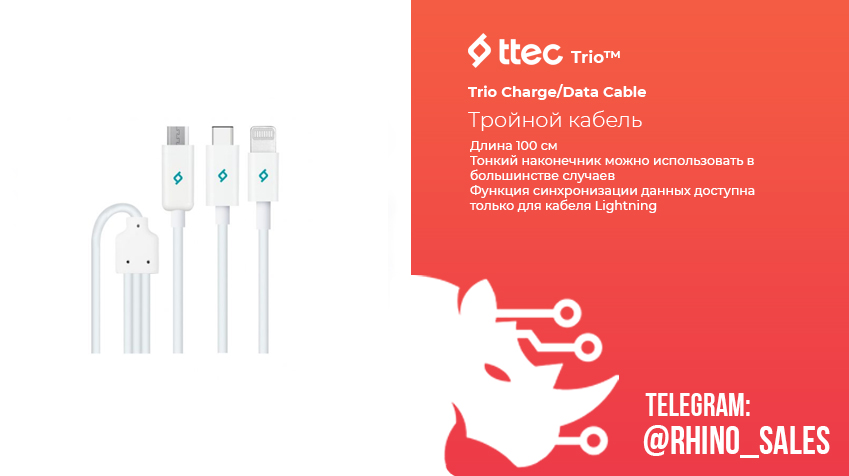 ttec Trio™
Trio Charge/Data Cable
Тройной кабель
Длина 100 см
Тонкий наконечник можно использовать в
большинстве случаев
Функция синхронизации данных доступна
только для кабеля Lightning
TELEGRAM:
@RHINO_SALES